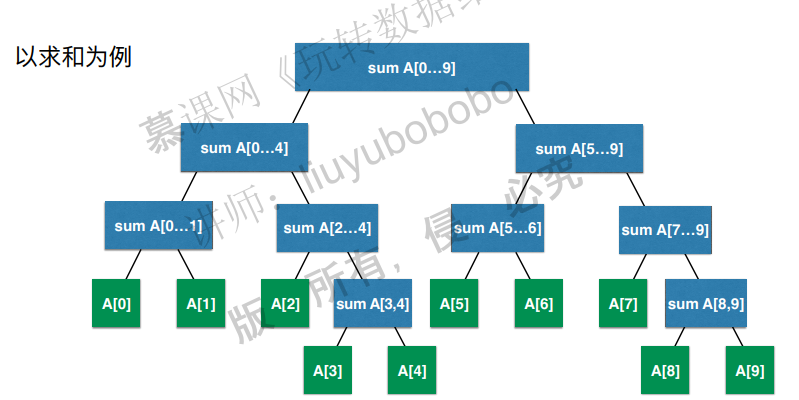 以求和为例
sum A[0…9]
sum A[0…4]
sum A[5…9]
sum A[0…1]
sum A[2…4]
sum A[5…6]
sum A[7…9]
A[0]
A[1]
A[2]
sum A[3,4]
A[5]
A[6]
A[7]
sum A[8,9]
A[3]
A[4]
A[8]
A[9]
慕课网《玩转数据
讲师：liuyubobobo
版 所有，侵 必究